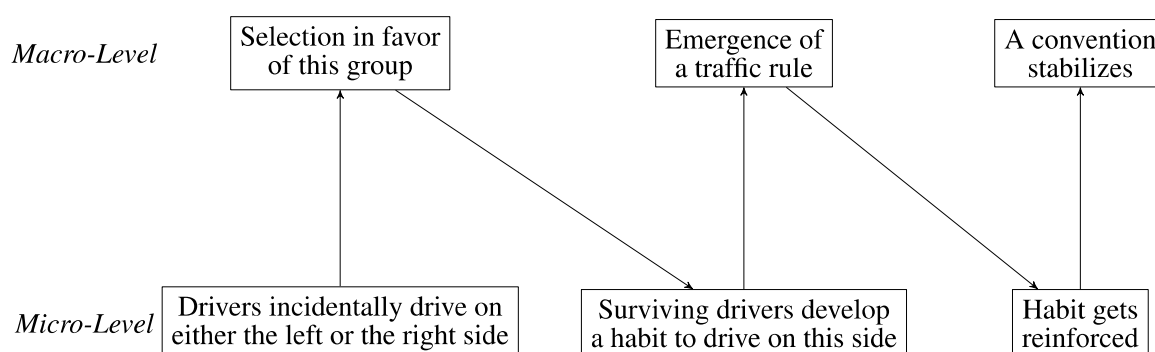 Macro-Level
Selection in favor
of this group
Emergence of
a traffic rule
A convention
stabilizes
Micro-Level
Drivers incidentally drive on
either the left or the right side
Surviving drivers develop
a habit to drive on this side
Habit gets
reinforced